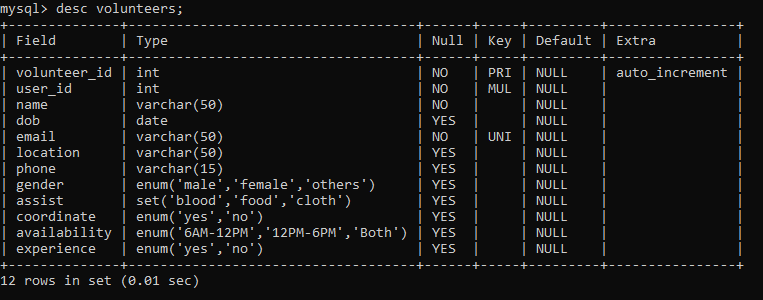 mysql> desc volunteers;
+--------------+---------------------------------+------+-----+---------+----------------+
| Field        | Type                            | Null | Key | Default | Extra          |
+--------------+---------------------------------+------+-----+---------+----------------+
| volunteer_id | int                             | NO   | PRI | NULL    | auto_increment |
| user_id      | int                             | NO   | MUL | NULL    |                |
| name         | varchar(50)                     | NO   |     | NULL    |                |
| dob          | date                            | YES  |     | NULL    |                |
| email        | varchar(50)                     | NO   | UNI | NULL    |                |
| location     | varchar(50)                     | YES  |     | NULL    |                |
| phone        | varchar(15)                     | YES  |     | NULL    |                |
| gender       | enum('male','female','others')  | YES  |     | NULL    |                |
| assist       | set('blood','food','cloth')     | YES  |     | NULL    |                |
| coordinate   | enum('yes','no')                | YES  |     | NULL    |                |
| availability | enum('6AM-12PM','12PM-6PM','Both') | YES  |     | NULL    |                |
| experience   | enum('yes','no')                | YES  |     | NULL    |                |
+--------------+---------------------------------+------+-----+---------+----------------+
12 rows in set (0.01 sec)